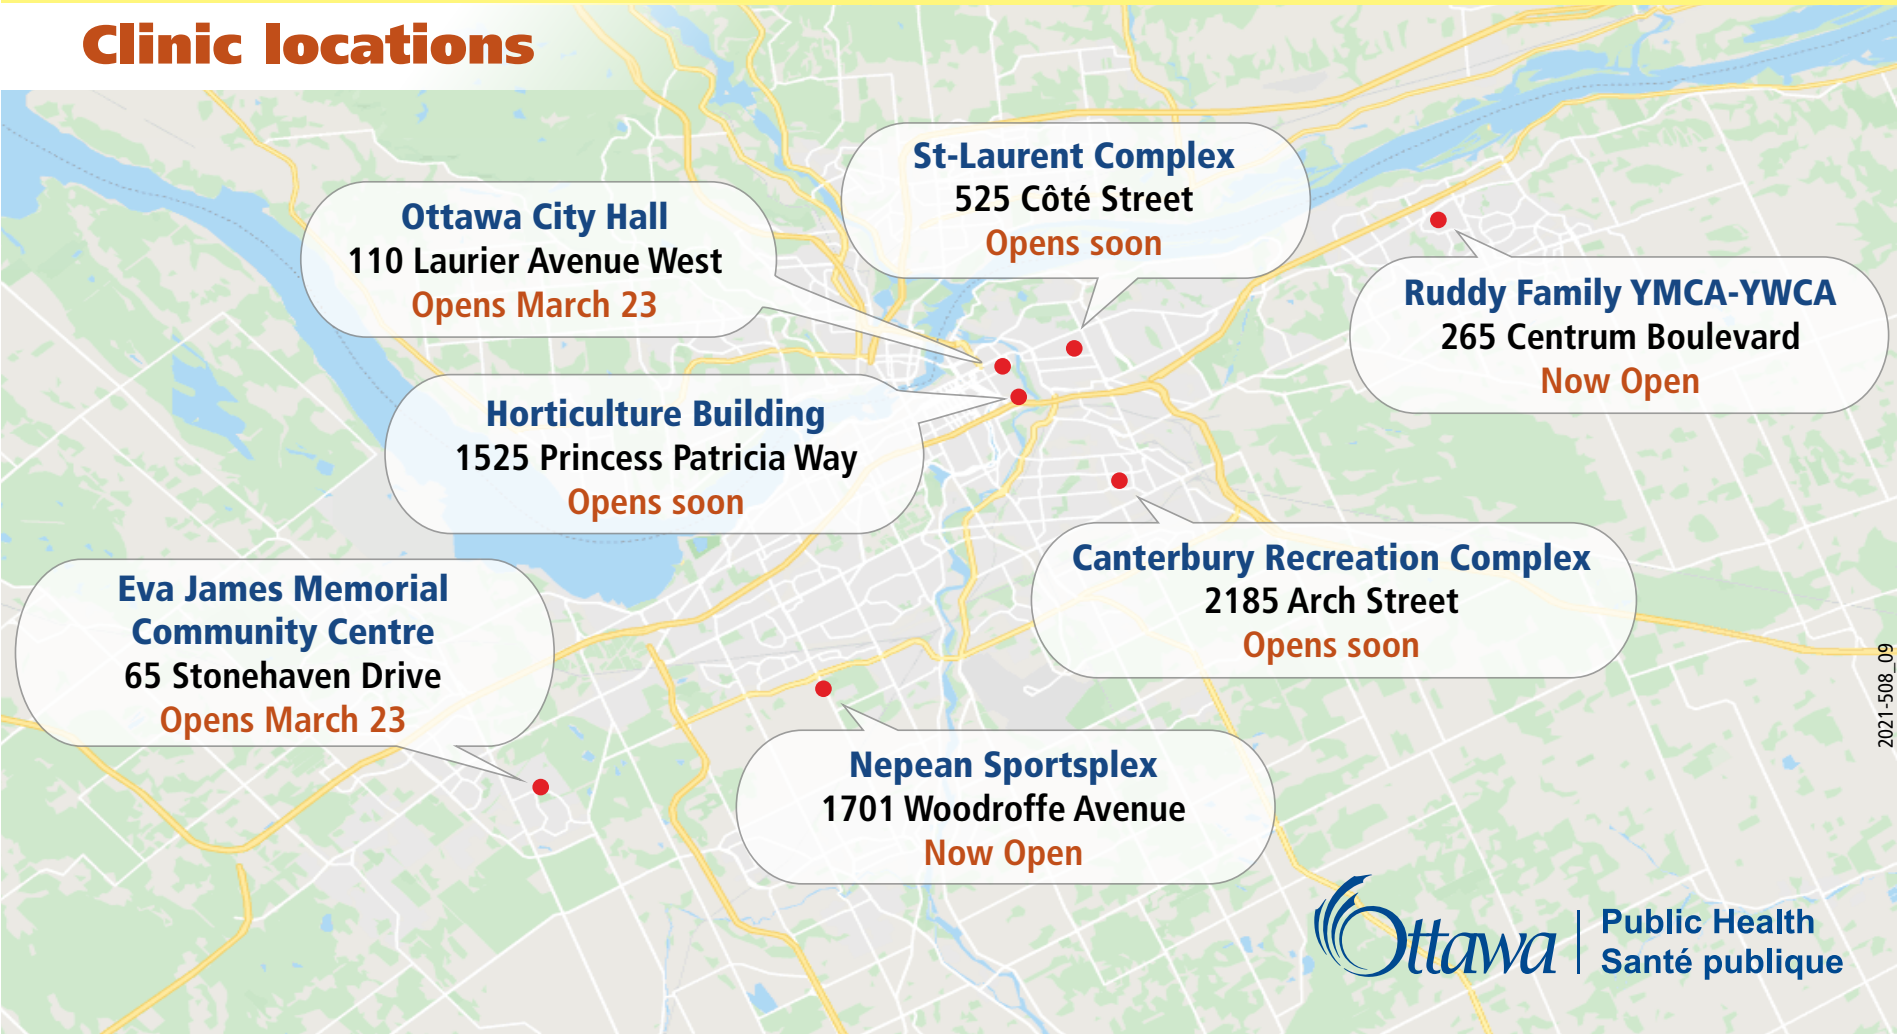 Clinic locations
St-Laurent Complex
525 Côté Street
Opens soon
Ottawa City Hall
110 Laurier Avenue West
Opens March 23
Ruddy Family YMCA-YWCA
265 Centrum Boulevard
Now Open
Horticulture Building
1525 Princess Patricia Way
Opens soon
Canterbury Recreation Complex
2185 Arch Street
Opens soon
Eva James Memorial
Community Centre
65 Stonehaven Drive
Opens March 23
Nepean Sportsplex
1701 Woodroffe Avenue
Now Open
2021-508_09
Ottawa
Public Health
Santé publique